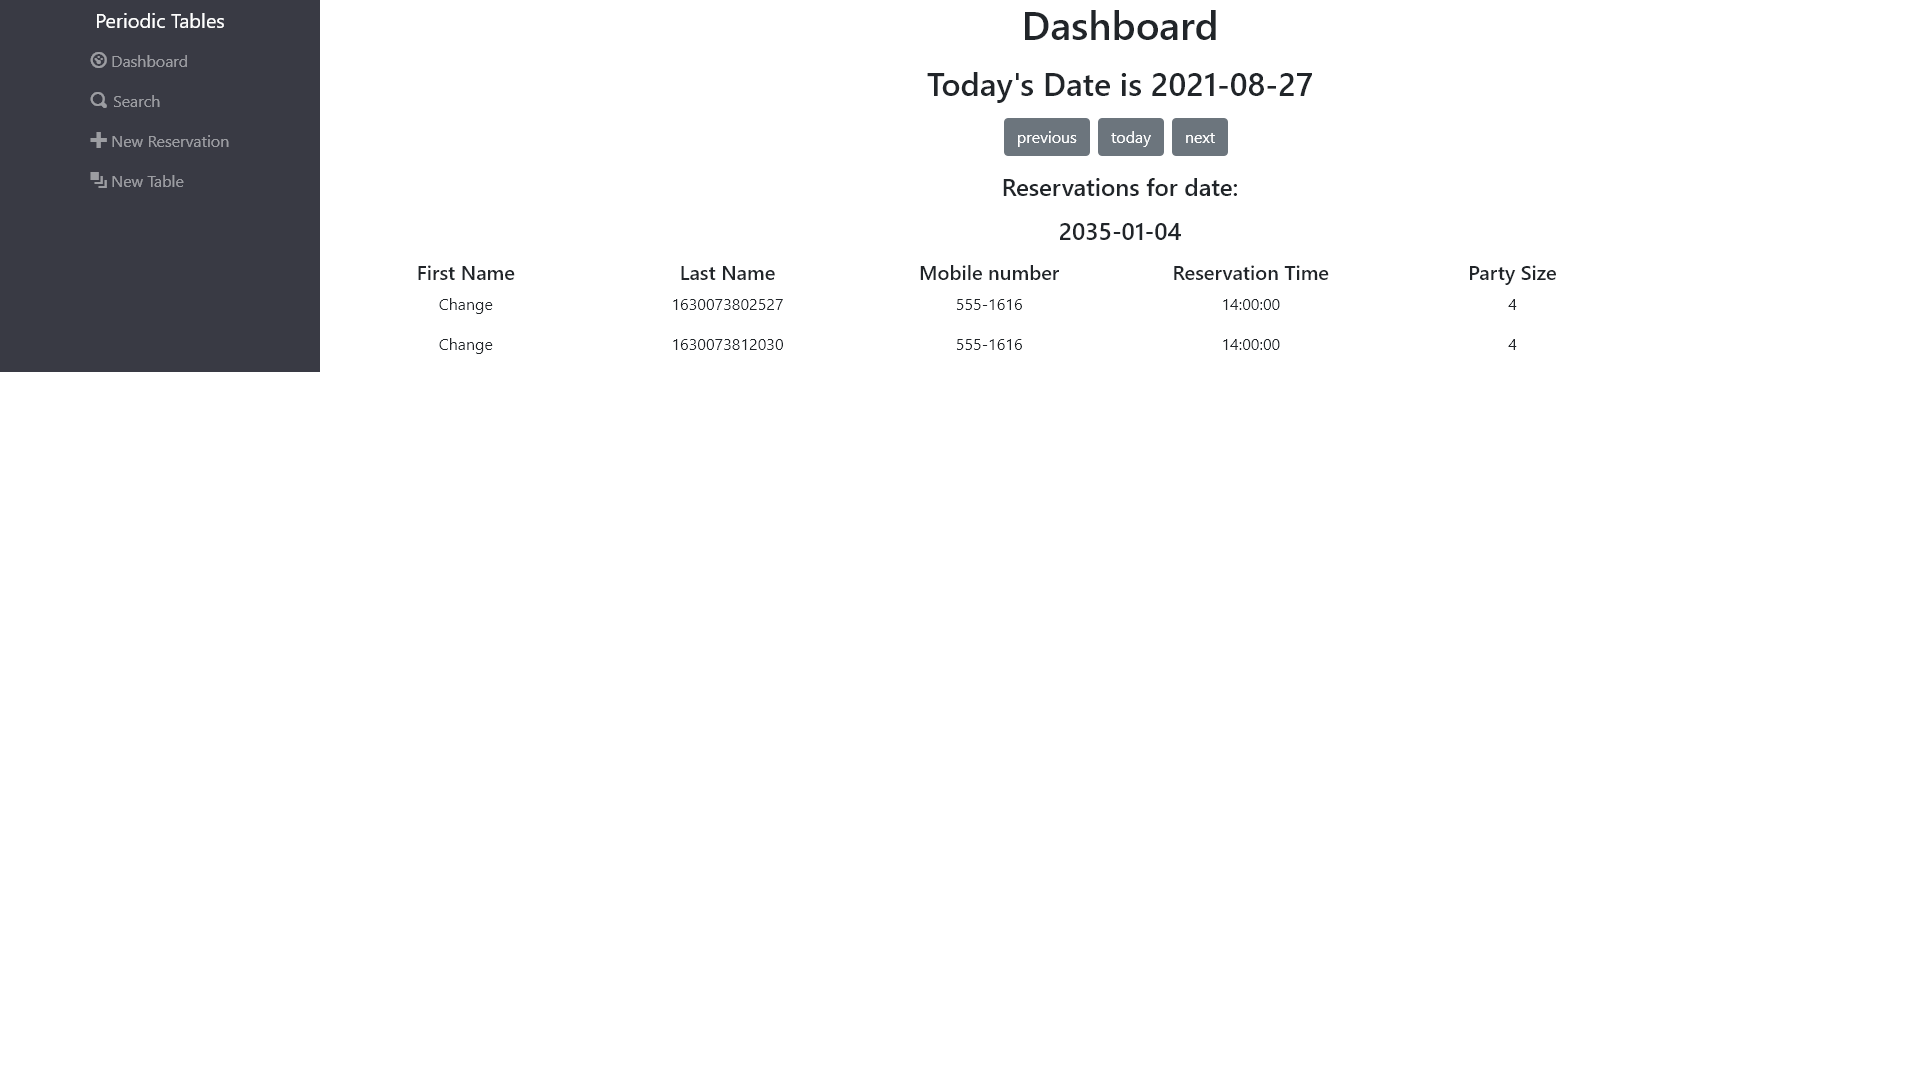 Periodic Tables
Dashboard
Search
New Reservation
New Table
Dashboard
Today's Date is 2021-08-27
previous today next
Reservations for date:
2035-01-04
First Name Last Name Mobile number Reservation Time Party Size
Change 1630073802527 555-1616 14:00:00 4
Change 1630073812030 555-1616 14:00:00 4